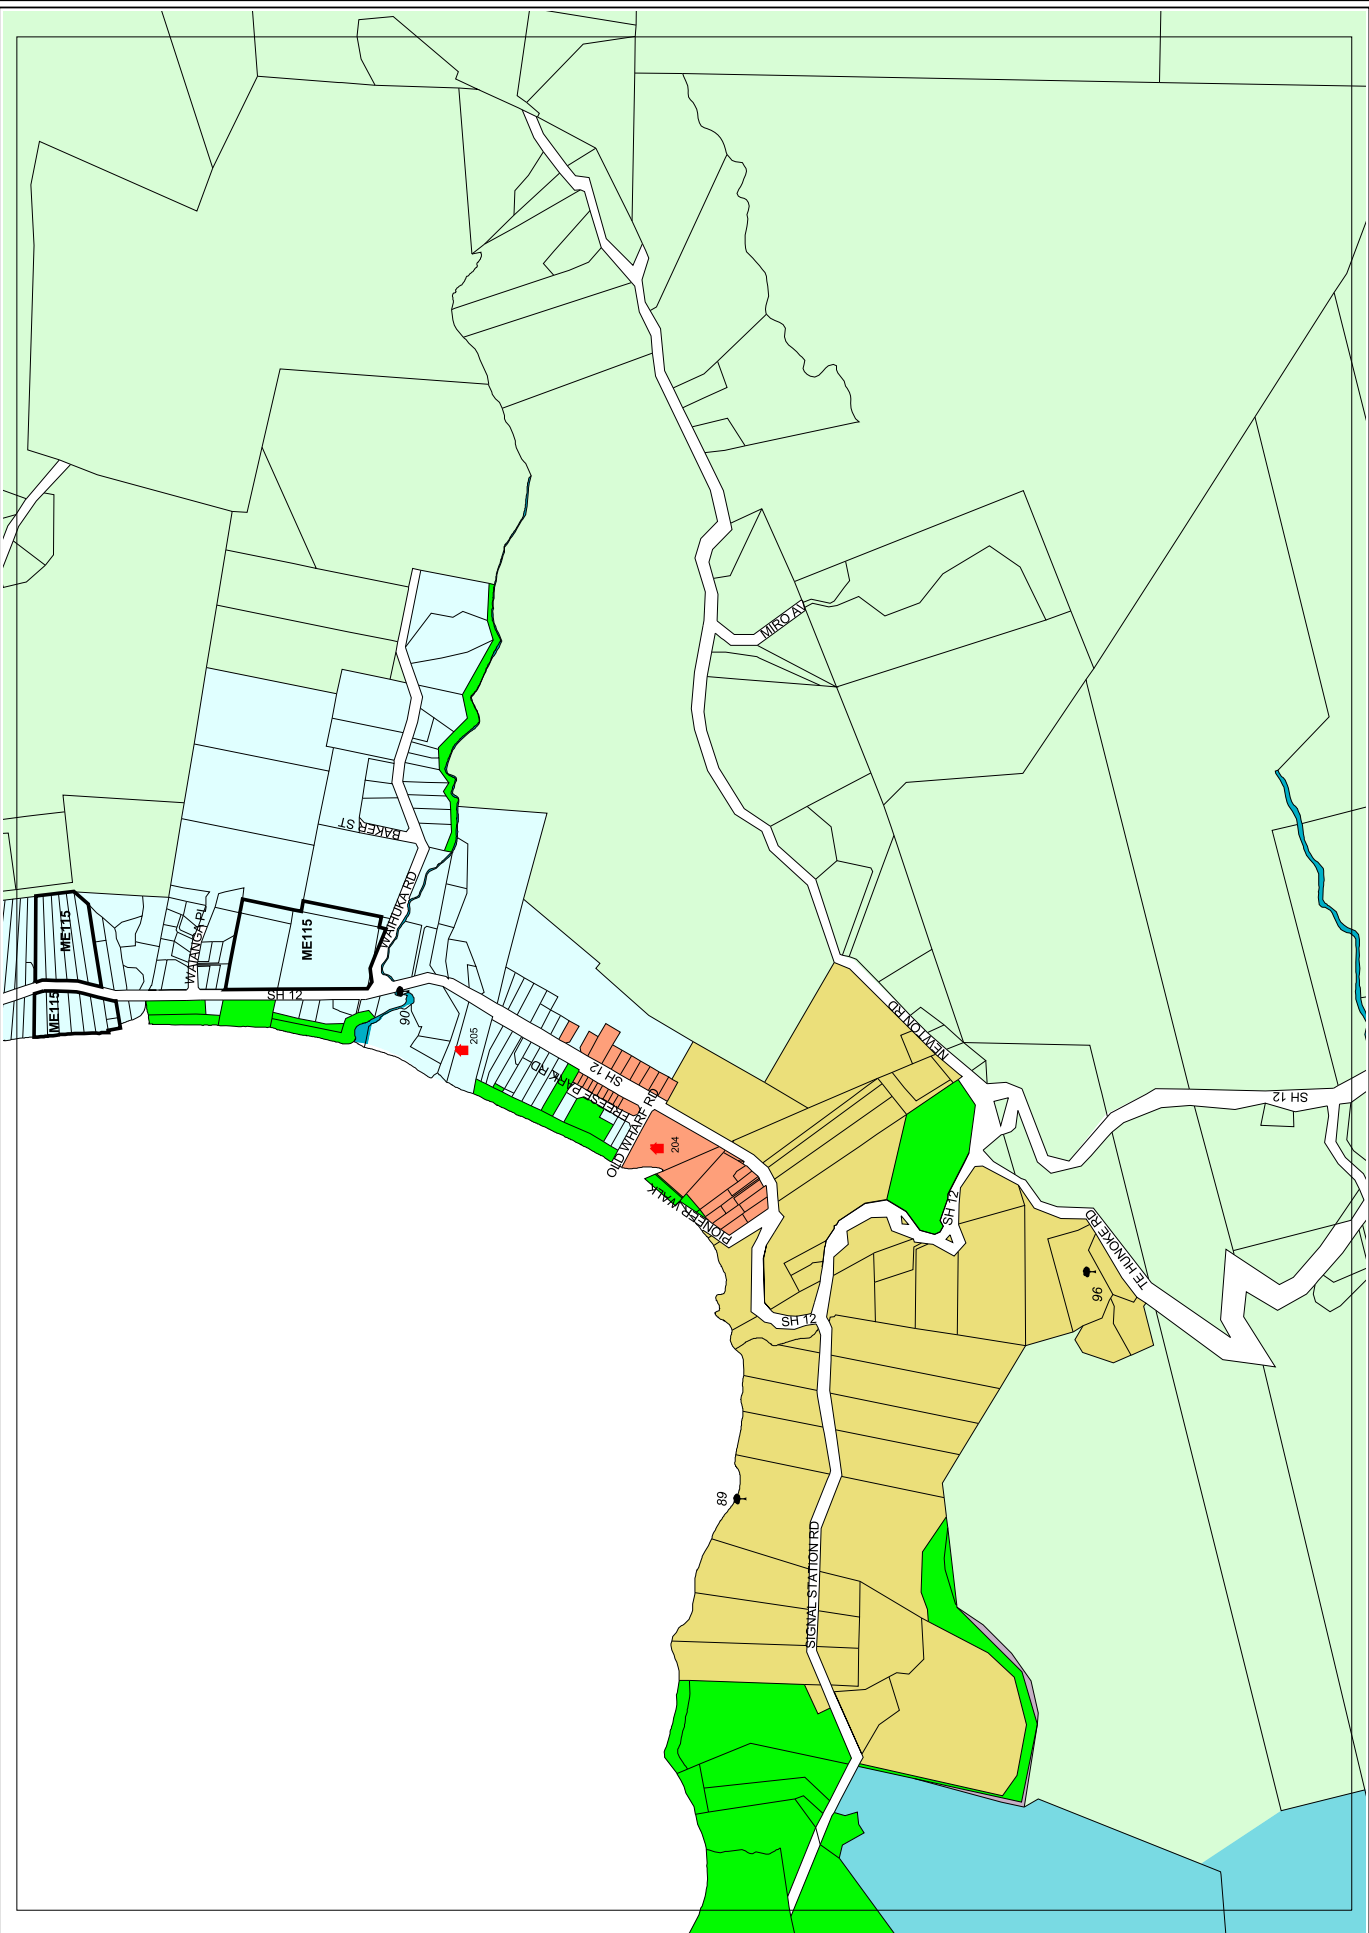 MIRO AV
BAKER ST
WAIHUKA RD
WAIANGA PL
ME115
ME115
ME115
SH 12
90
205
NEWTON RD
SH 12
FREESE PARK RD
OLD WHARF RD
204
PIONEER WALK
SH 12
SH 12
TE HUNOKE RD
96
SH 12
89
SIGNAL STATION RD